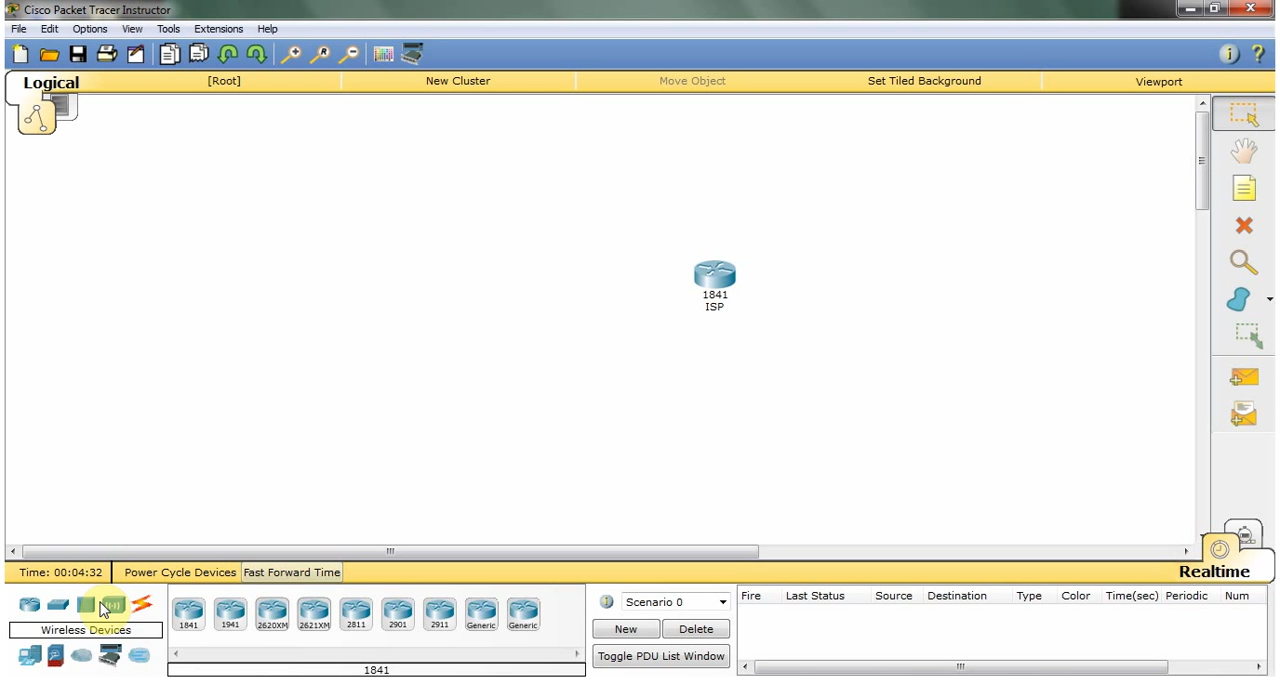 Cisco Packet Tracer Instructor
File Edit Options View Tools Extensions Help
Logical [Root] New Cluster Move Object Set Tiled Background Viewport
1841
ISP
Time: 00:04:32 Power Cycle Devices Fast Forward Time Realtime
Wireless Devices
1841 1941 2620XM 2621XM 2811 2901 2911 Generic Generic
1841
Scenario 0
New Delete
Toggle PDU List Window
Fire Last Status Source Destination Type Color Time(sec) Periodic Num